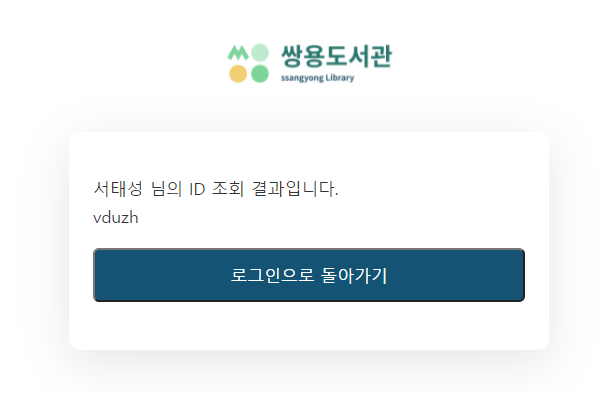 쌍용도서관
ssangyong Library
서태성 님의 ID 조회 결과입니다.
vduzh
로그인으로 돌아가기